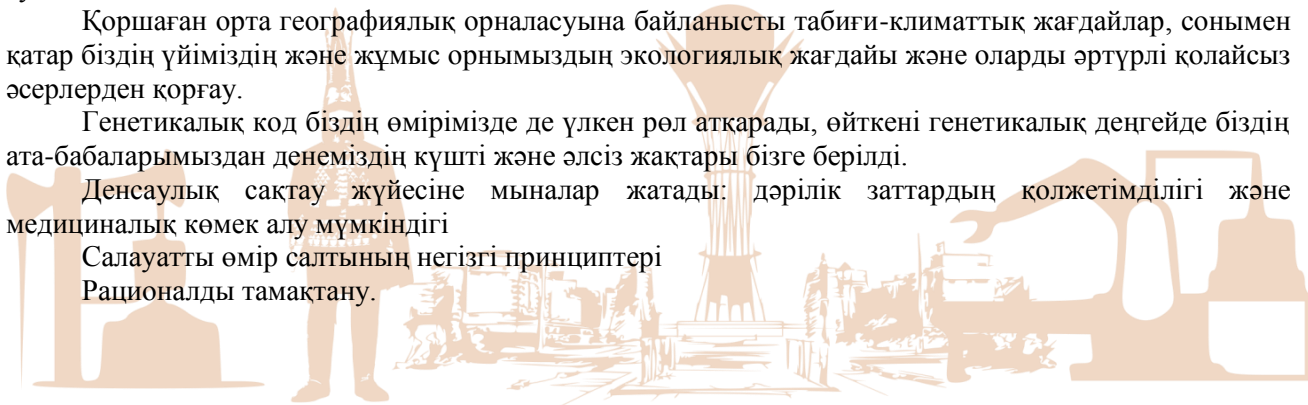 Қоршаған орта географиялық орналасуына байланысты табиғи-климаттық жағдайлар, сонымен
қатар біздің үйіміздің және жұмыс орнымыздың экологиялық жағдайы және оларды әртүрлі қолайсыз
әсерлерден қорғау.
Генетикалық код біздің өмірімізде де үлкен рөл атқарады, өйткені генетикалық деңгейде біздің
ата-бабаларымыздан денеміздің күшті және әлсіз жақтары бізге берілді.
Денсаулық сақтау жүйесіне мыналар жатады: дәрілік заттардың қолжетімділігі және
медициналық көмек алу мүмкіндігі
Салауатты өмір салтының негізгі принциптері
Рационалды тамақтану.